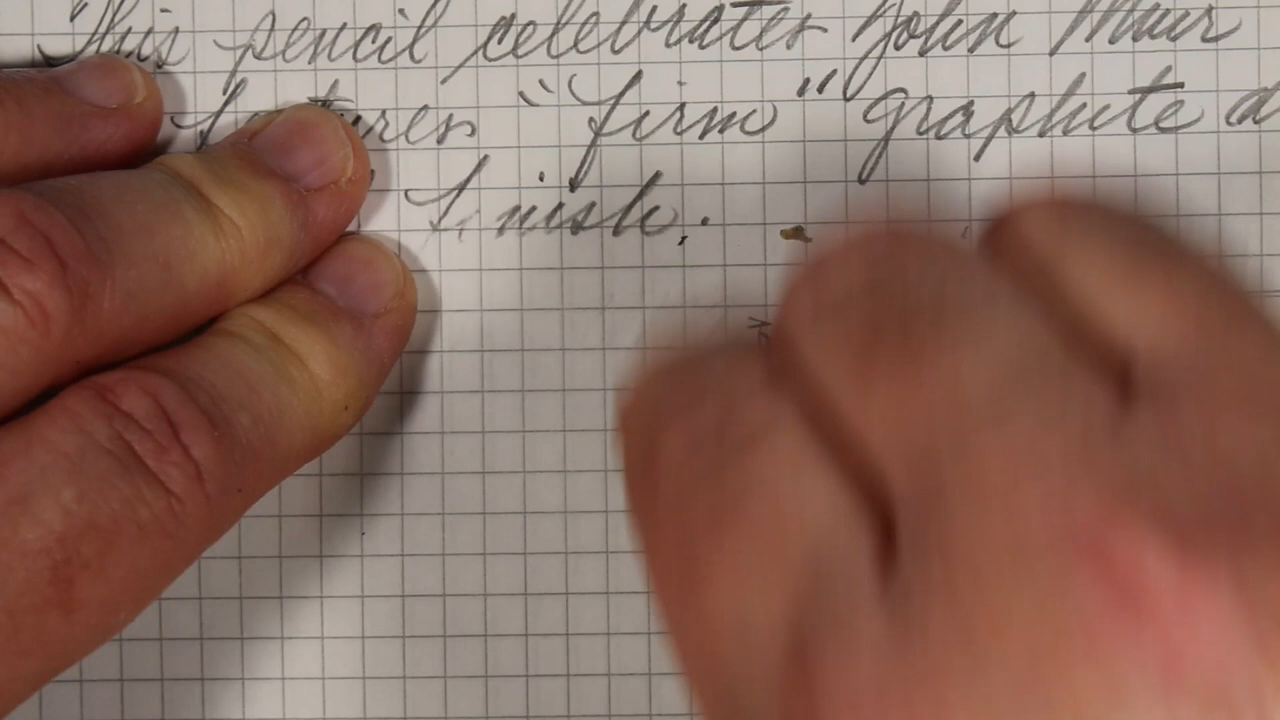 This pencil celebrates John Muir
features "firm" graphite
finish.